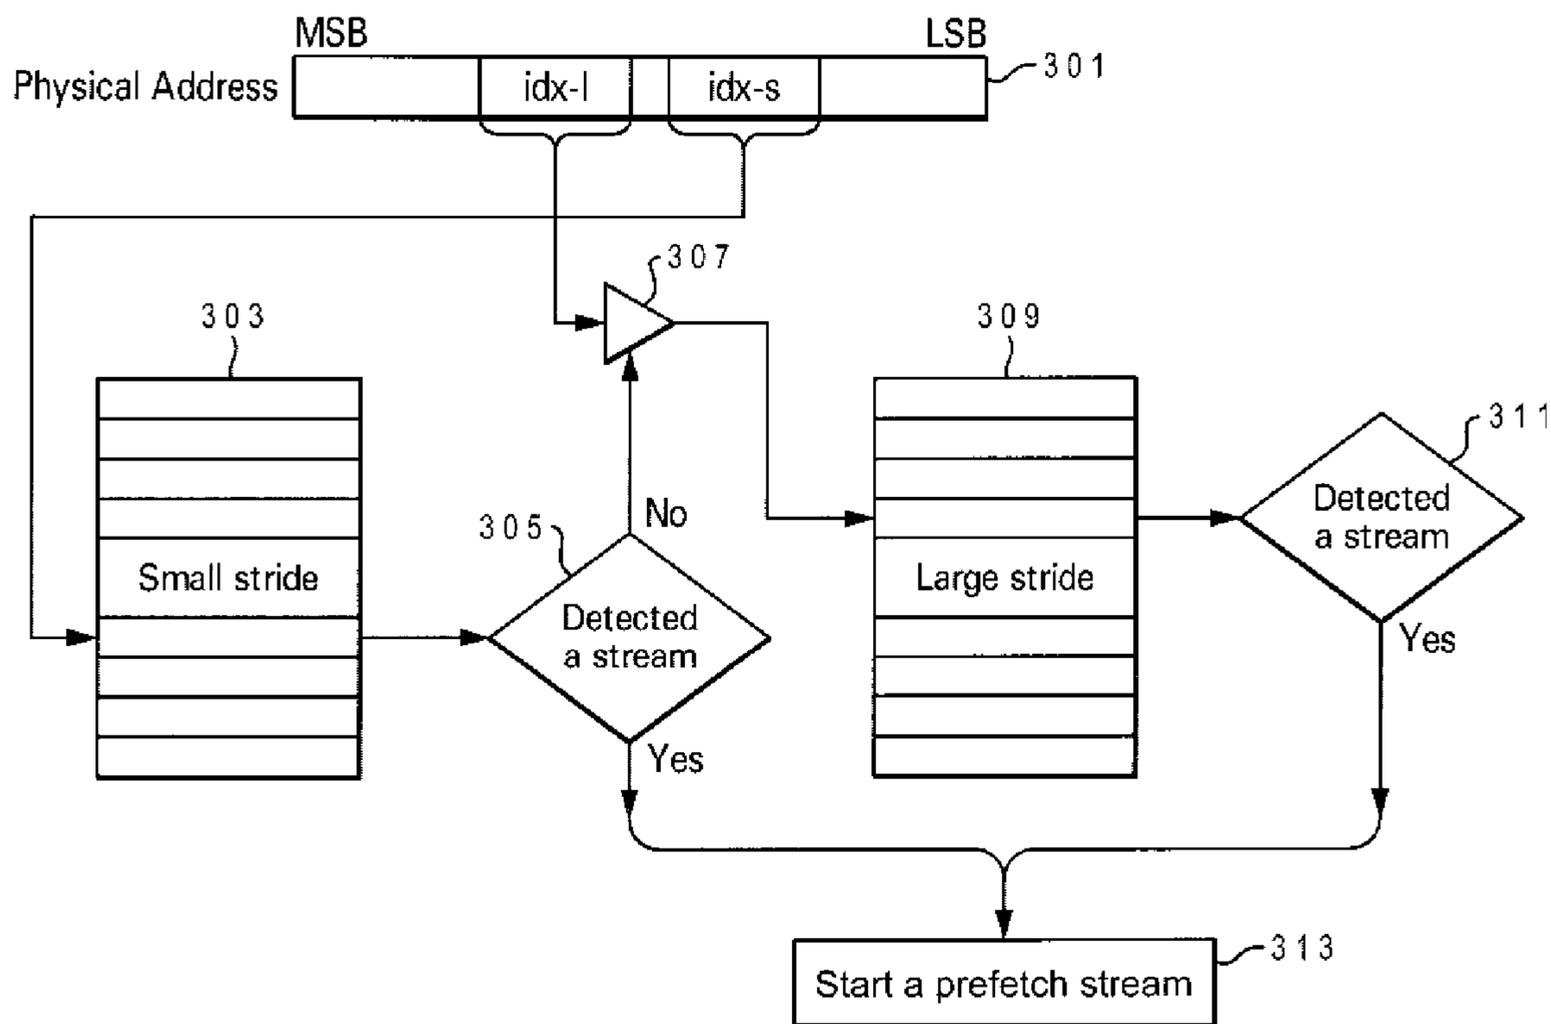 MSB LSB
Physical Address idx-l idx-s 301
307
303 309
311
305 No Detected
a stream
Small stride Large stride
Detected
a stream Yes
Yes
313
Start a prefetch stream